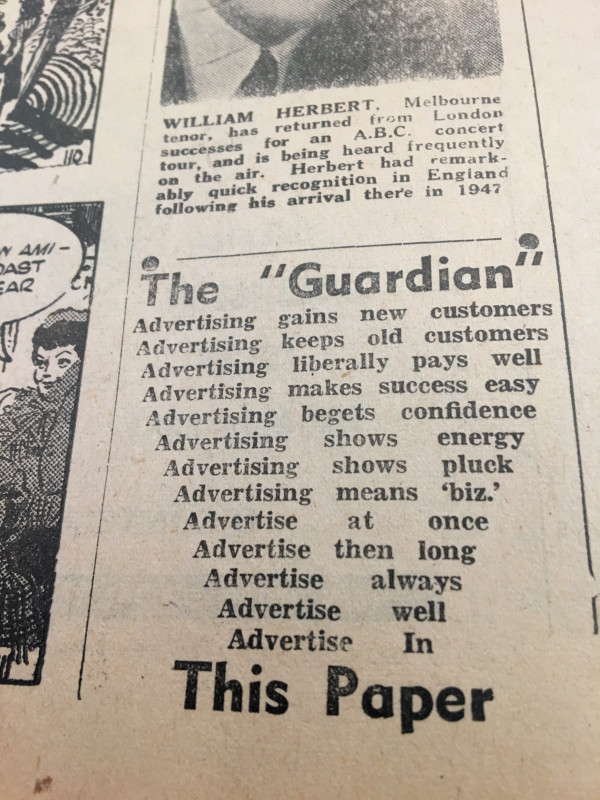 110
N AMI-
OAST
EAR
WILLIAM HERBERT, Melbourne
tenor, has returned from London
successes for an A.B.C. concert
tour, and is being heard frequently
on the air. Herbert had remark-
ably quick recognition in England
following his arrival there in 1947
The "Guardian"
Advertising gains new customers
Advertising keeps old customers
Advertising liberally pays well
Advertising makes success easy
Advertising begets confidence
Advertising shows energy
Advertising shows pluck
Advertising means 'biz.'
Advertise at once
Advertise then long
Advertise always
Advertise well
Advertise In
This Paper